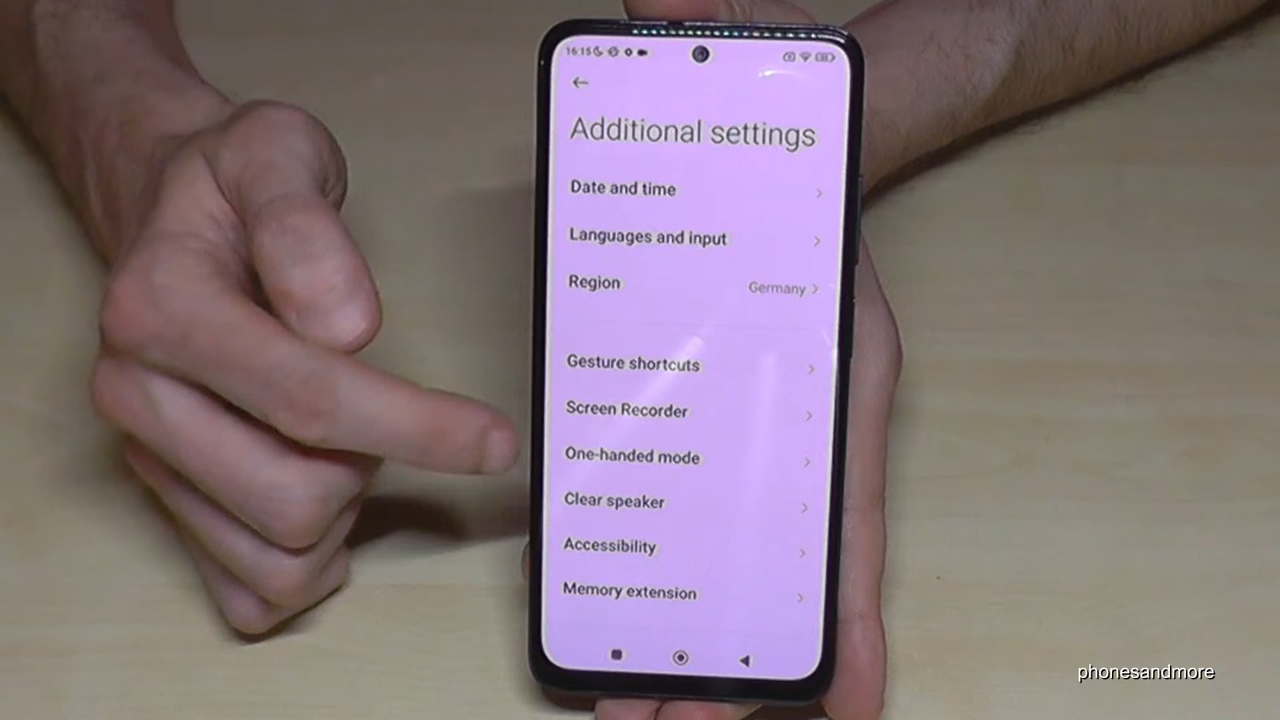 16:15
Additional settings
Date and time
Languages and input
Region
Germany
Gesture shortcuts
Screen Recorder
One-handed mode
Clear speaker
Accessibility
Memory extension
phonesandmore